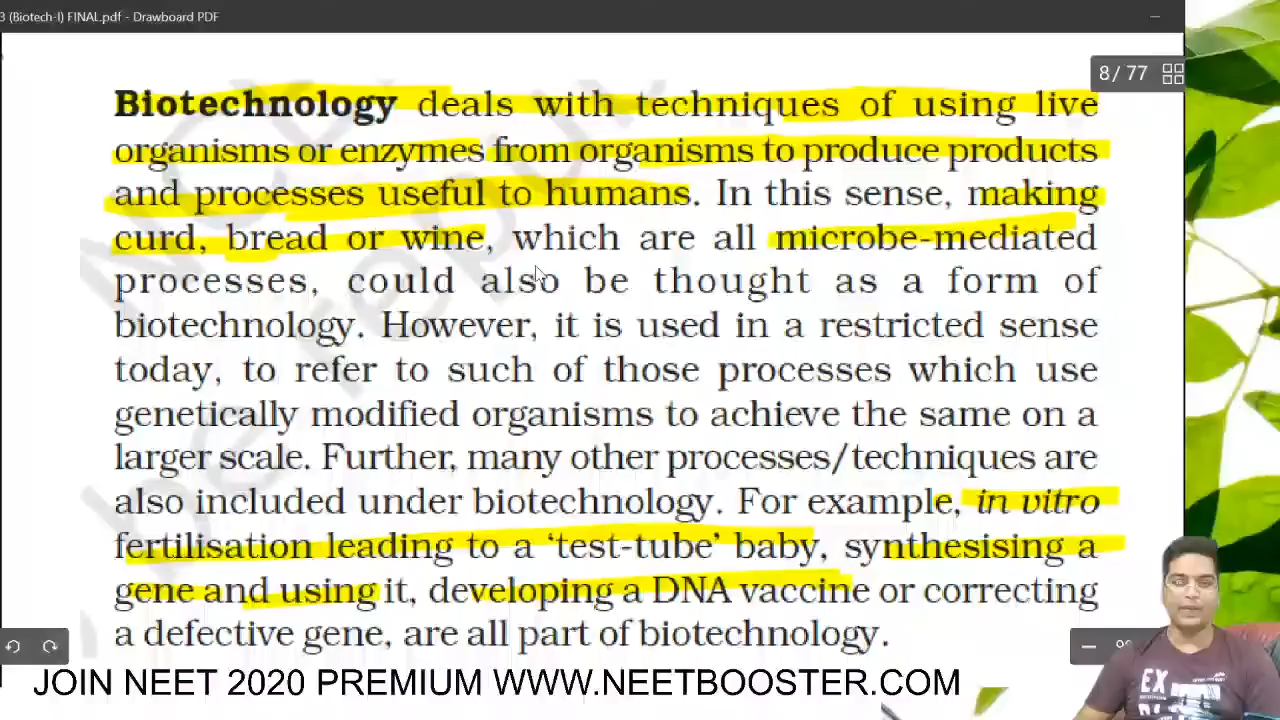 3 (Biotech-I) FINAL.pdf - Drawboard PDF
8 / 77
Biotechnology deals with techniques of using live
organisms or enzymes from organisms to produce products
and processes useful to humans. In this sense, making
curd, bread or wine, which are all microbe-mediated
processes, could also be thought as a form of
biotechnology. However, it is used in a restricted sense
today, to refer to such of those processes which use
genetically modified organisms to achieve the same on a
larger scale. Further, many other processes/techniques are
also included under biotechnology. For example, in vitro
fertilisation leading to a ‘test-tube’ baby, synthesising a
gene and using it, developing a DNA vaccine or correcting
a defective gene, are all part of biotechnology.
JOIN NEET 2020 PREMIUM WWW.NEETBOOSTER.COM
EX